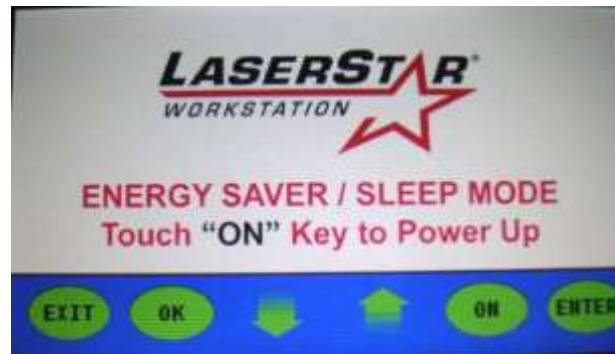 LASERSTAR®
WORKSTATION
ENERGY SAVER / SLEEP MODE
Touch “ON” Key to Power Up
EXIT OK ON ENTER